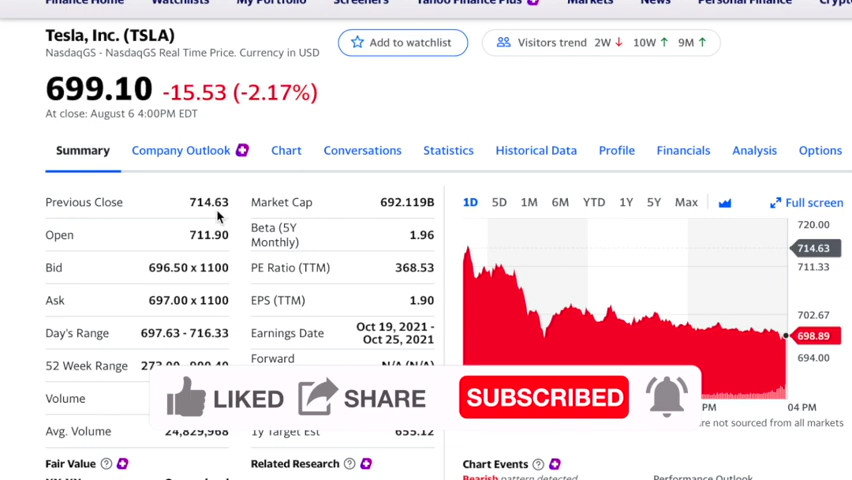 Finance Home Watchlists My Portfolio Screeners Yahoo Finance Plus Markets News Personal Finance
Tesla, Inc. (TSLA)
NasdaqGS - NasdaqGS Real Time Price. Currency in USD
Add to watchlist
Visitors trend 2W ↓ 10W ↑ 9M ↑
699.10 -15.53 (-2.17%)
At close: August 6 4:00PM EDT
Summary Company Outlook Chart Conversations Statistics Historical Data Profile Financials Analysis Options
Previous Close 714.63
Open 711.90
Bid 696.50 x 1100
Ask 697.00 x 1100
Day's Range 697.63 - 716.33
52 Week Range
Volume
Avg. Volume 24,829,968
Market Cap 692.119B
Beta (5Y
Monthly) 1.96
PE Ratio (TTM) 368.53
EPS (TTM) 1.90
Earnings Date Oct 19, 2021 -
Oct 25, 2021
Forward
1y Target Est 655.12
1D 5D 1M 6M YTD 1Y 5Y Max Full screen
720.00
714.63
711.33
702.67
698.89
694.00
PM 04 PM
are not sourced from all markets
LIKED SHARE SUBSCRIBED
Fair Value
Related Research
Chart Events
Bearish pattern detected
Performance Outlook